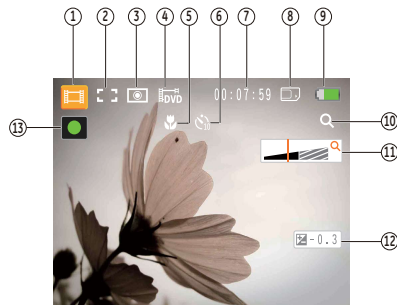 ① ② ③ ④ ⑤ ⑥ ⑦ ⑧ ⑨
DVD 00:07:59
⑬ 10 ⑩
⑪
-0.3 ⑫